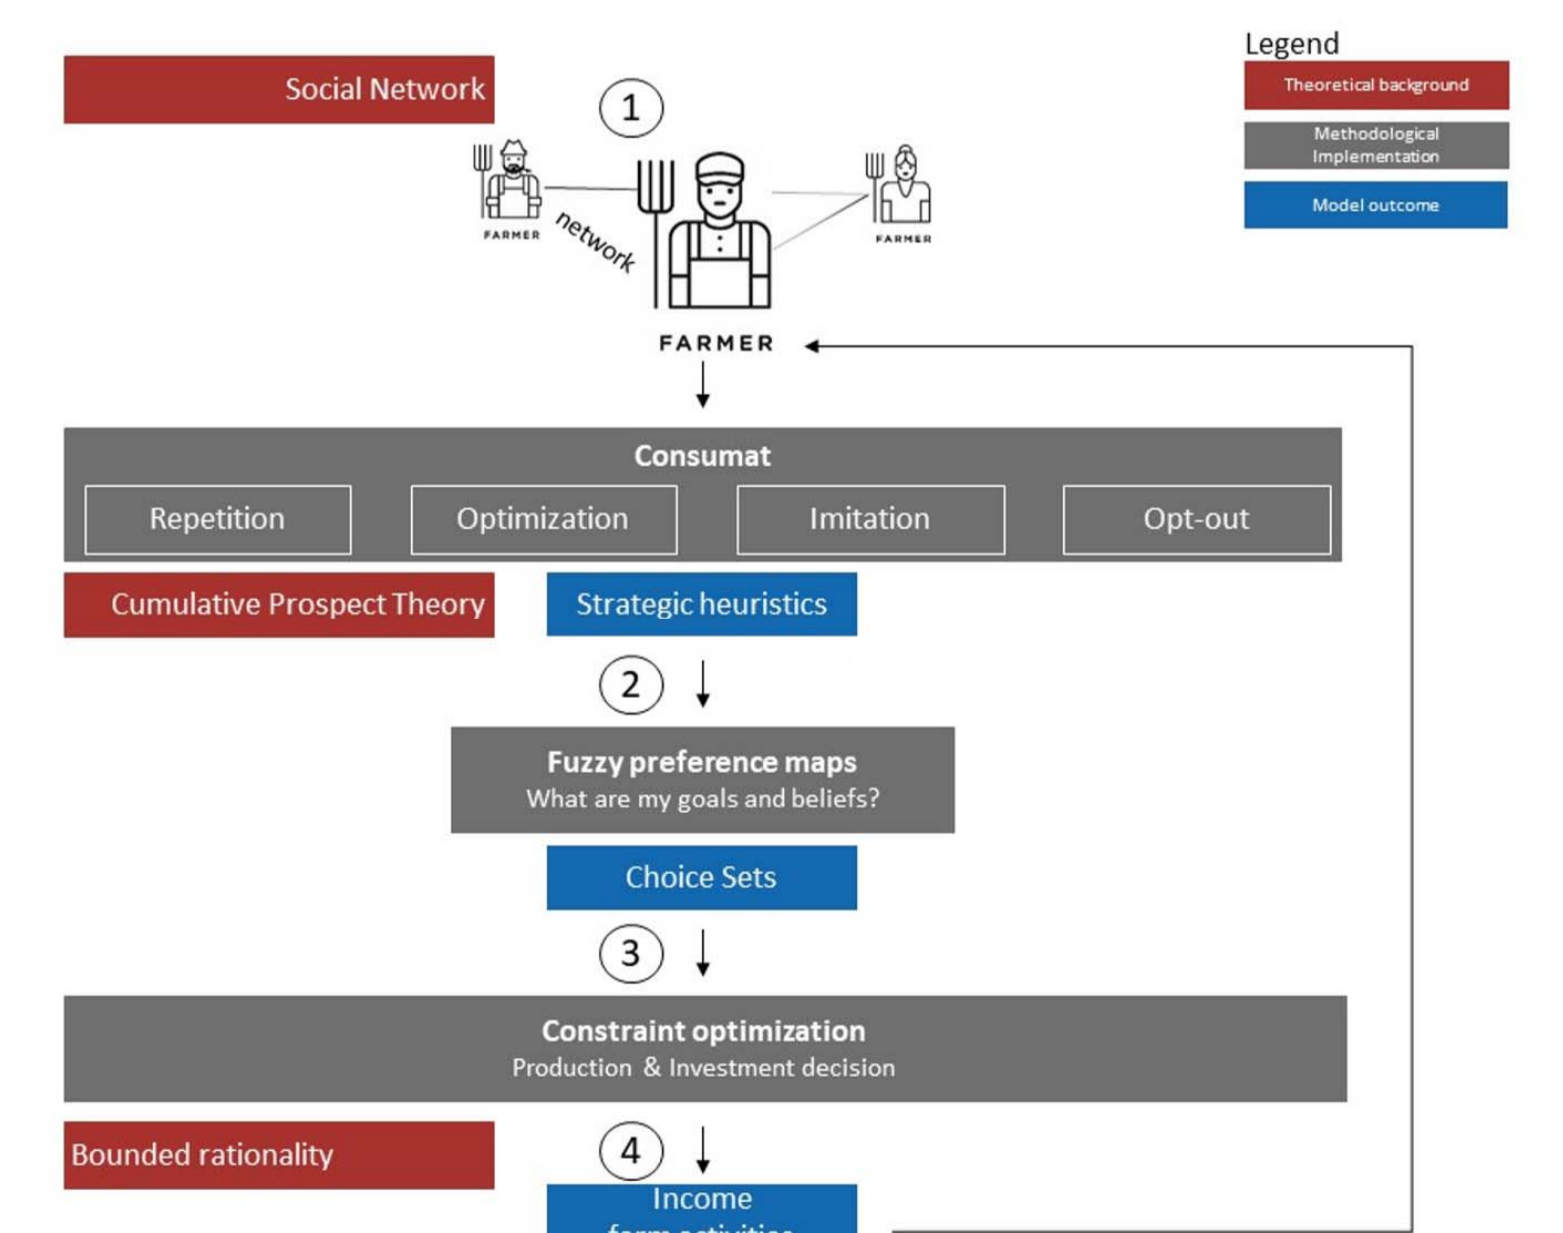 Legend
Social Network
Theoretical background
1
Methodological
Implementation
Model outcome
FARMER
network
FARMER
FARMER
Consumat
Repetition
Optimization
Imitation
Opt-out
Cumulative Prospect Theory
Strategic heuristics
2
Fuzzy preference maps
What are my goals and beliefs?
Choice Sets
3
Constraint optimization
Production & Investment decision
Bounded rationality
4
Income
farm activities